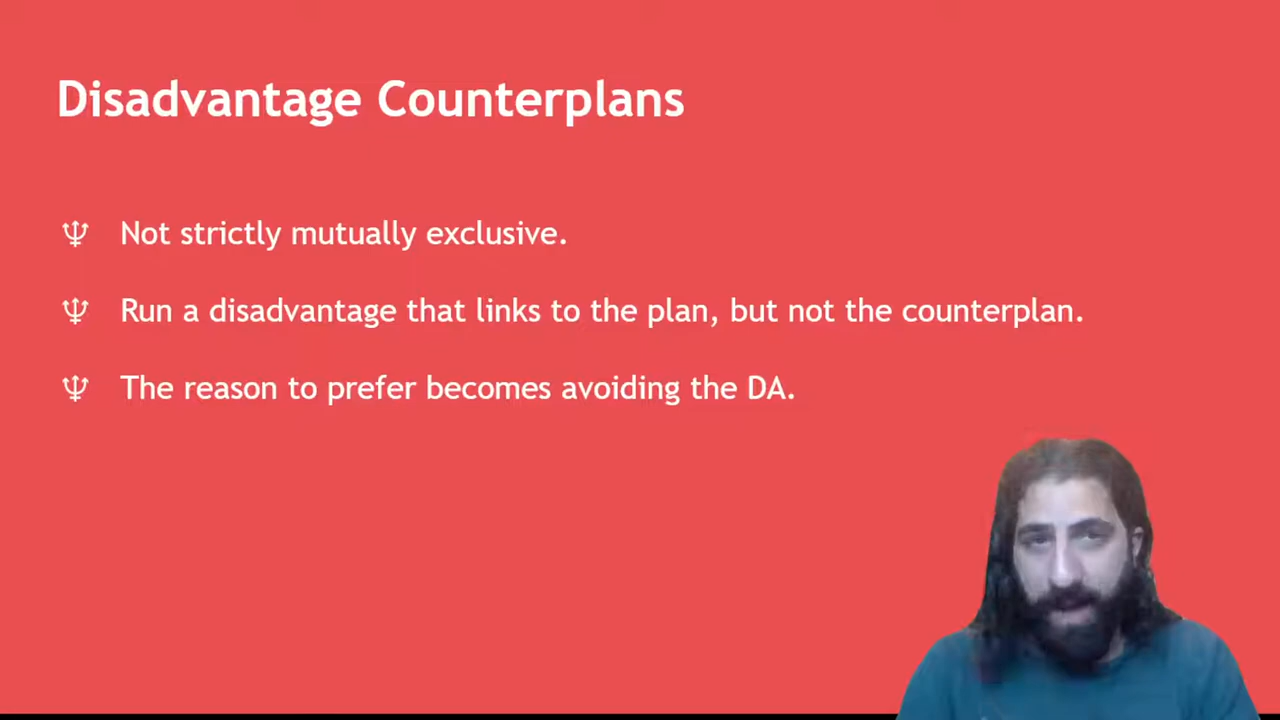 Disadvantage Counterplans
Not strictly mutually exclusive.
Run a disadvantage that links to the plan, but not the counterplan.
The reason to prefer becomes avoiding the DA.